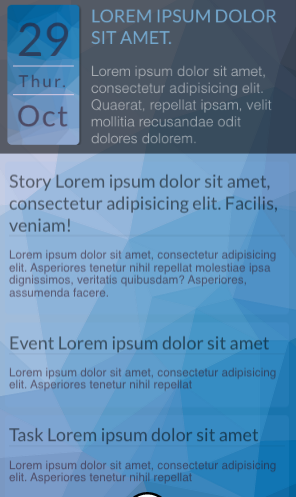 29
Thur.
Oct
LOREM IPSUM DOLOR
SIT AMET.
Lorem ipsum dolor sit amet,
consectetur adipisicing elit.
Quaerat, repellat ipsam, velit
mollitia recusandae odit
dolores dolorem.
Story Lorem ipsum dolor sit amet,
consectetur adipisicing elit. Facilis,
veniam!
Lorem ipsum dolor sit amet, consectetur adipisicing
elit. Asperiores tenetur nihil repellat molestiae ipsa
dignissimos, veritatis quibusdam? Asperiores,
assumenda facere.
Event Lorem ipsum dolor sit amet
Lorem ipsum dolor sit amet, consectetur adipisicing
elit. Asperiores tenetur nihil repellat
Task Lorem ipsum dolor sit amet
Lorem ipsum dolor sit amet, consectetur adipisicing
elit. Asperiores tenetur nihil repellat